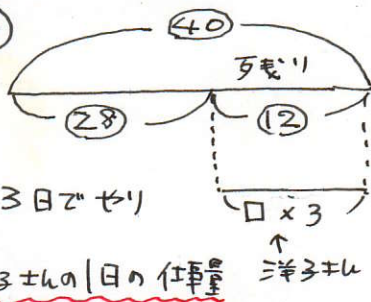 ㊵
残り
㉘ ⑫
3日でやり
□×3
↑
洋子さん
子さんの1日の仕事量